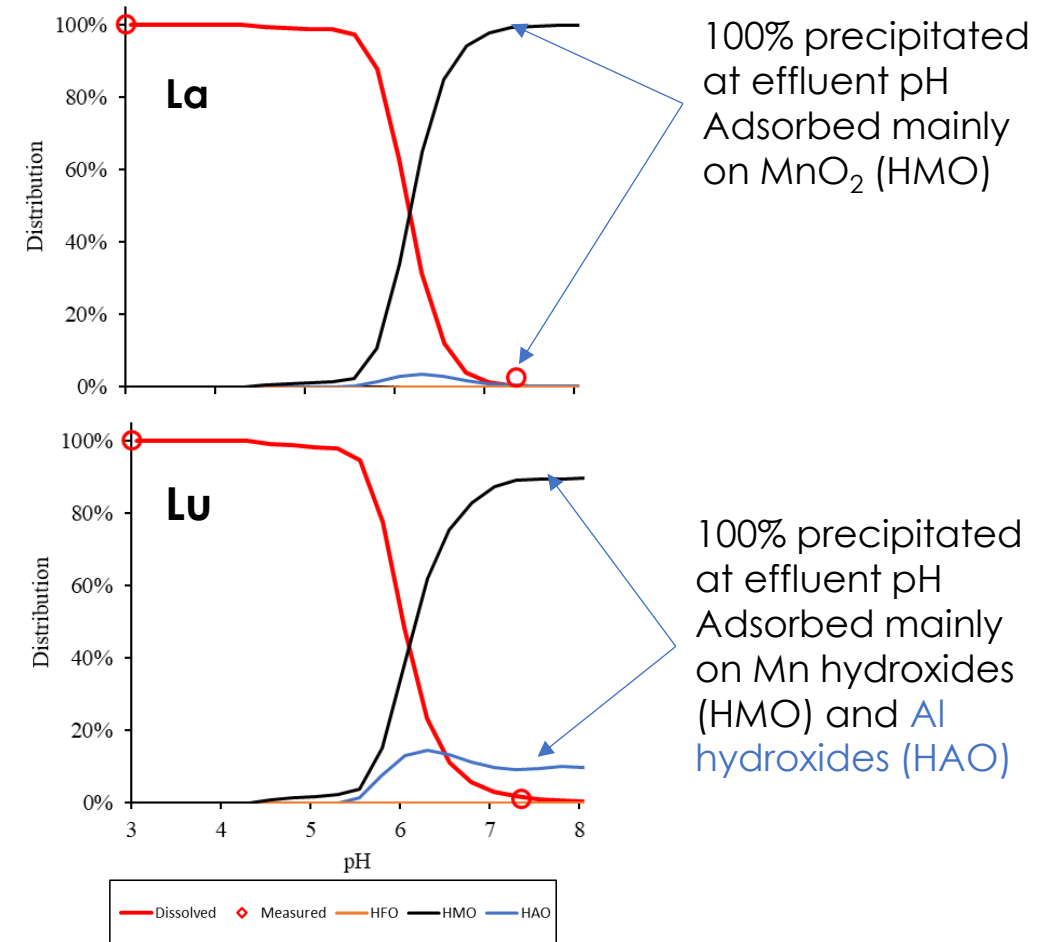 100%
80%
60%
40%
20%
0%
Distribution
La
100% precipitated
at effluent pH
Adsorbed mainly
on MnO₂ (HMO)
100%
80%
60%
40%
20%
0%
Distribution
Lu
3 4 5 6 7 8
pH
100% precipitated
at effluent pH
Adsorbed mainly
on Mn hydroxides
(HMO) and Al
hydroxides (HAO)
Dissolved Measured HFO HMO HAO